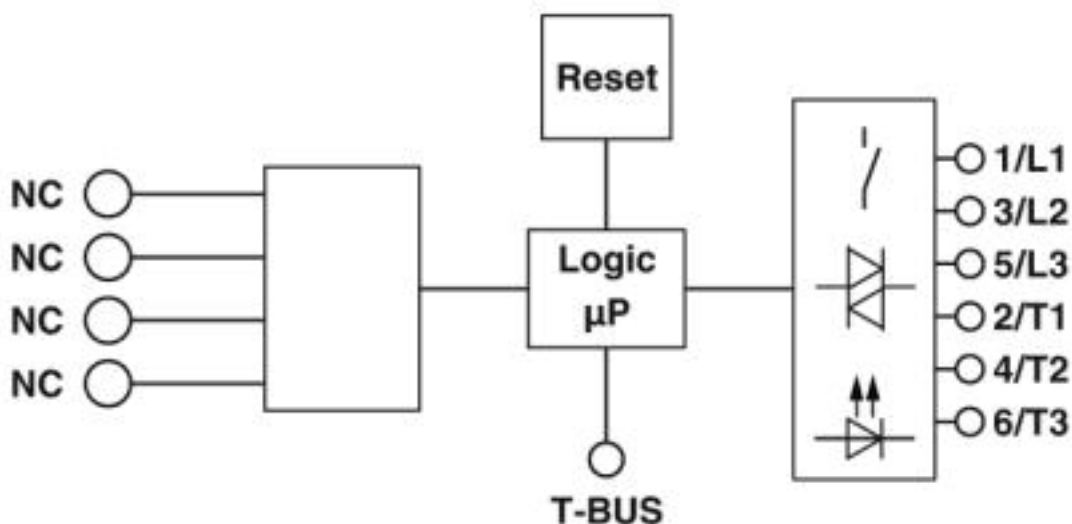 Reset
NC
NC
NC
NC
Logic
µP
T-BUS
1/L1
3/L2
5/L3
2/T1
4/T2
6/T3